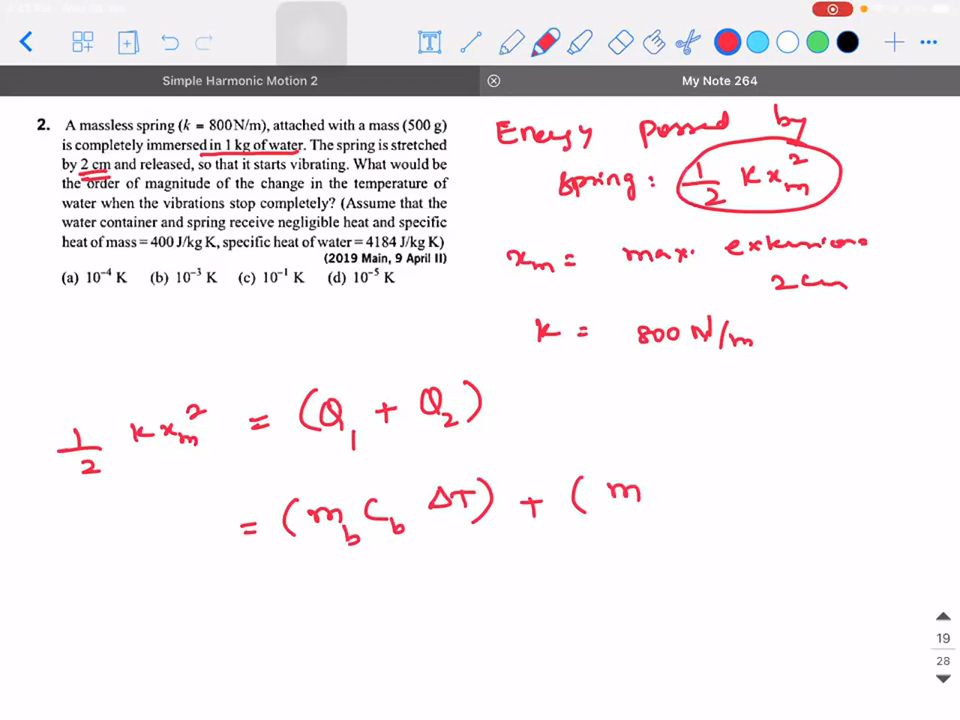 Simple Harmonic Motion 2
My Note 264
2. A massless spring (k = 800 N/m), attached with a mass (500 g)
is completely immersed in 1 kg of water. The spring is stretched
by 2 cm and released, so that it starts vibrating. What would be
the order of magnitude of the change in the temperature of
water when the vibrations stop completely? (Assume that the
water container and spring receive negligible heat and specific
heat of mass = 400 J/kg K, specific heat of water = 4184 J/kg K)
(2019 Main, 9 April II)
(a) 10⁻⁴ K (b) 10⁻³ K (c) 10⁻¹ K (d) 10⁻⁵ K
Energy possed by
spring: 1/2 K xₘ²
xₘ = max. extension
2cm
K = 800 N/m
1/2 K xₘ² = (Q₁ + Q₂)
= (m_b C_b ΔT) + (m
19
28